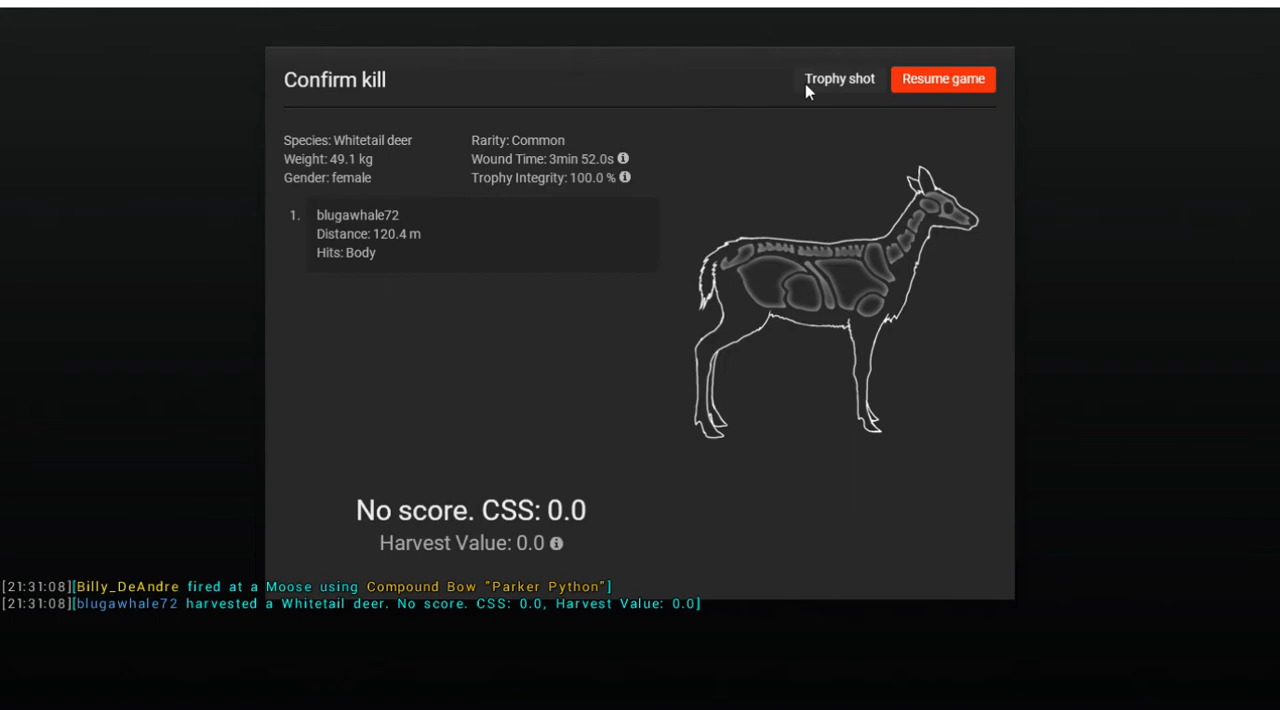 Confirm kill
Trophy shot
Resume game
Species: Whitetail deer
Weight: 49.1 kg
Gender: female
Rarity: Common
Wound Time: 3min 52.0s
Trophy Integrity: 100.0 %
1. blugawhale72
Distance: 120.4 m
Hits: Body
No score. CSS: 0.0
Harvest Value: 0.0
[21:31:08][Billy_DeAndre fired at a Moose using Compound Bow "Parker Python"]
[21:31:08][blugawhale72 harvested a Whitetail deer. No score. CSS: 0.0, Harvest Value: 0.0]